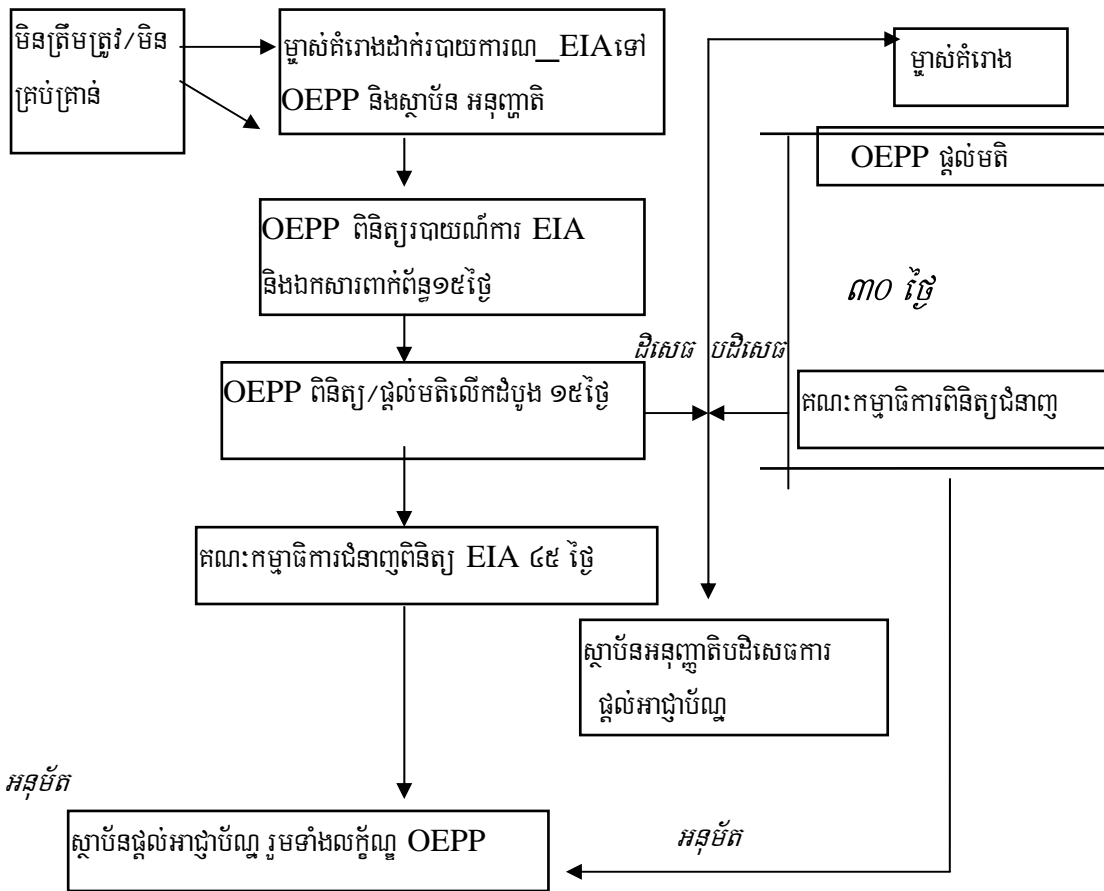 មិនត្រឹមត្រូវ/មិន
គ្រប់គ្រាន់
ម្ចាស់គំរោងដាក់របាយការណ_EIAទៅ
OEPP និងស្ថាប័ន អនុញ្ញាតិ
ម្ចាស់គំរោង
OEPP ផ្តល់មតិ
OEPP ពិនិត្យរបាយណ៍ការ EIA
និងឯកសារពាក់ព័ន្ធ១៥ថ្ងៃ
៣០ ថ្ងៃ
ដិសេធ បដិសេធ
OEPP ពិនិត្យ/ផ្តល់មតិលើកដំបូង ១៥ថ្ងៃ
គណៈកម្មាធិការពិនិត្យជំនាញ
គណៈកម្មាធិការជំនាញពិនិត្យ EIA ៤៥ ថ្ងៃ
ស្ថាប័នអនុញ្ញាតិបដិសេធការ
ផ្តល់អាជ្ញាប័ណ្ណ
អនុម័ត
ស្ថាប័នផ្តល់អាជ្ញាប័ណ្ណ រួមទាំងលក្ខ័ណ្ឌ OEPP
អនុម័ត